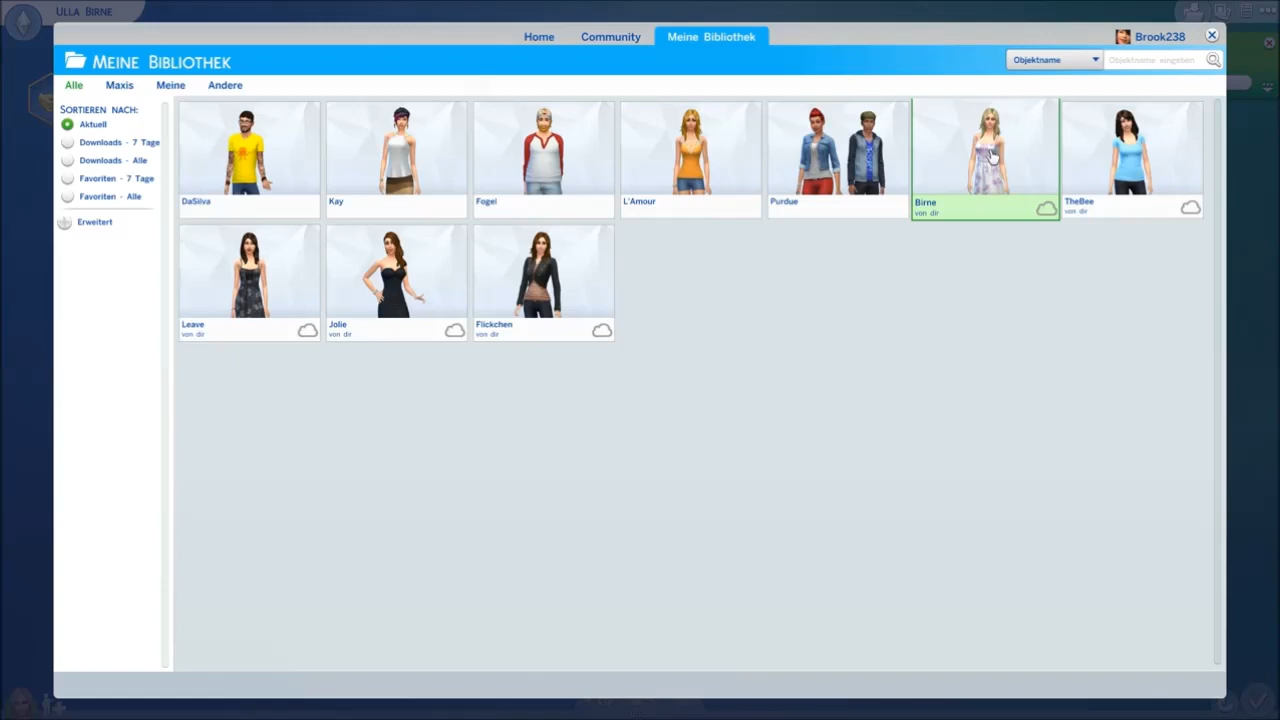 ULLA BIRNE
Home Community Meine Bibliothek Brook238
MEINE BIBLIOTHEK
Objektname Objektname eingeben
Alle Maxis Meine Andere
SORTIEREN NACH:
Aktuell
Downloads - 7 Tage
Downloads - Alle
Favoriten - 7 Tage
Favoriten - Alle
Erweitert
DaSilva Kay Fogel L'Amour Purdue Birne TheBee
von dir von dir
Leave Jolie Flickchen
von dir von dir von dir